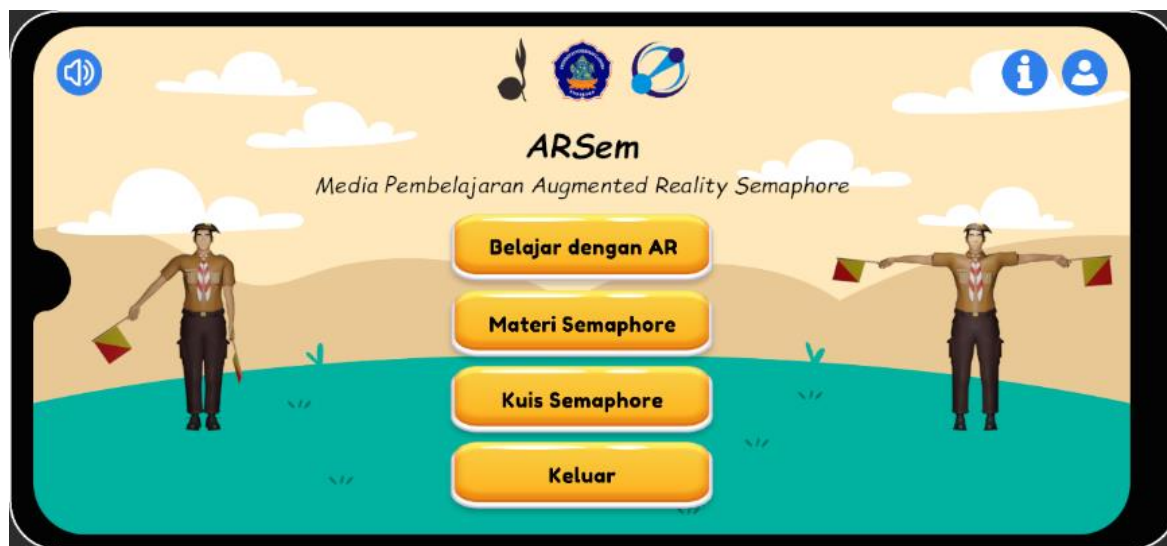 ARSem
Media Pembelajaran Augmented Reality Semaphore
Belajar dengan AR
Materi Semaphore
Kuis Semaphore
Keluar